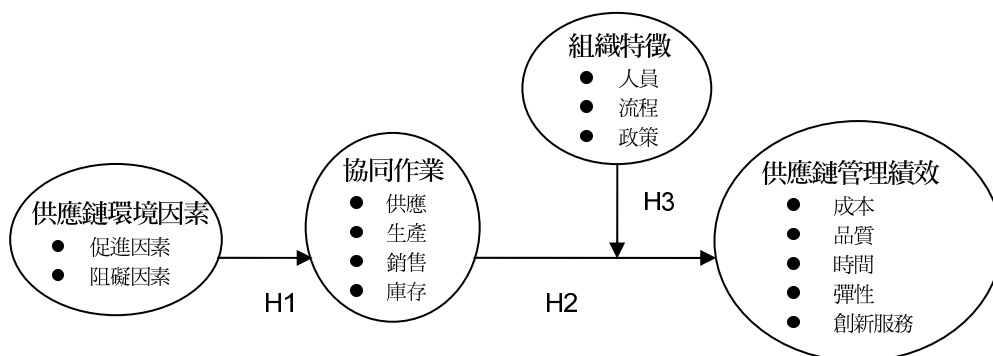 組織特徵
● 人員
● 流程
● 政策
供應鏈環境因素
● 促進因素
● 阻礙因素
H1
協同作業
● 供應
● 生產
● 銷售
● 庫存
H2
H3
供應鏈管理績效
● 成本
● 品質
● 時間
● 彈性
● 創新服務